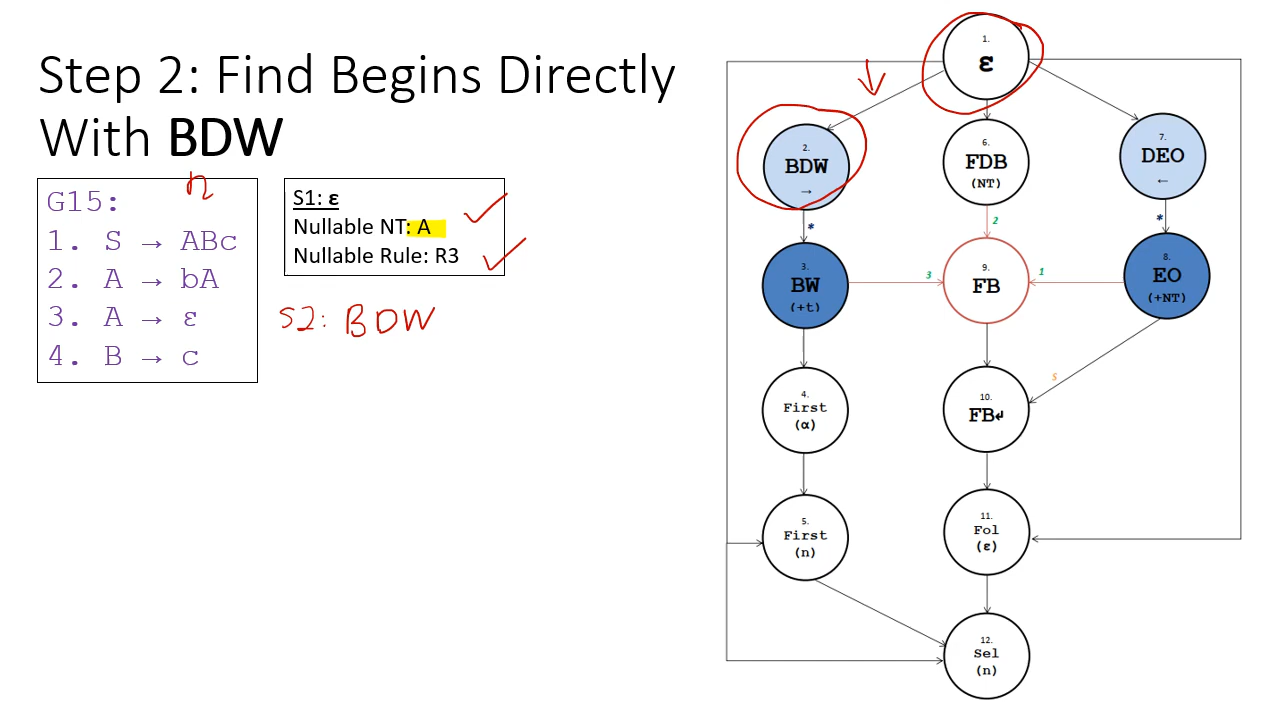 Step 2: Find Begins Directly
With BDW
n
G15:
1. S → ABc
2. A → bA
3. A → ε
4. B → c
S1: ε
Nullable NT: A
Nullable Rule: R3
S2: BDW
1.
ε
2.
BDW
→
6.
FDB
(NT)
7.
DEO
←
*
2
*
3.
BW
(+t)
3
9.
FB
1
8.
EO
(+NT)
4.
First
(α)
10.
FB↲
$
5.
First
(n)
11.
Fol
(ε)
12.
Sel
(n)